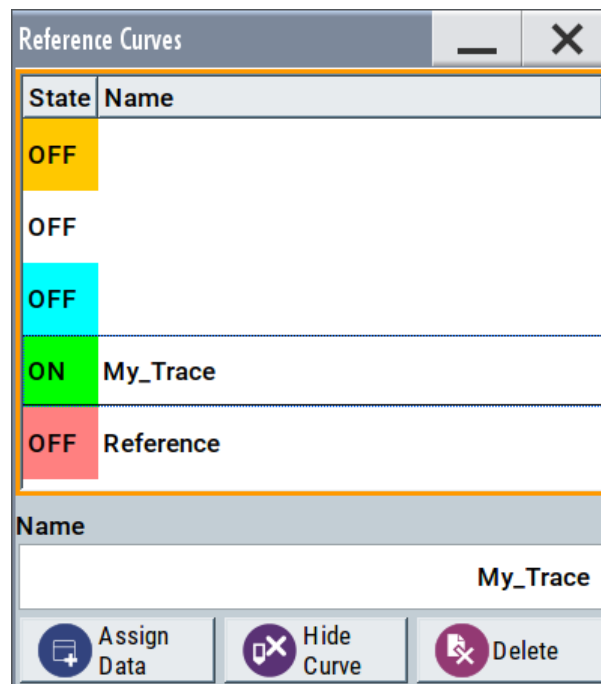 Reference Curves
State Name
OFF
OFF
OFF
ON My_Trace
OFF Reference
Name
My_Trace
Assign Data
Hide Curve
Delete